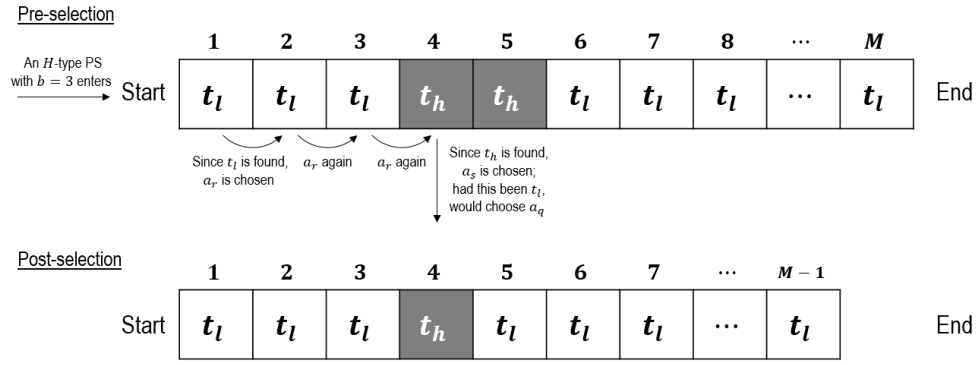 Pre-selection
1 2 3 4 5 6 7 8 ⋯ M
An H-type PS
with b = 3 enters
Start t_l t_l t_l t_h t_h t_l t_l t_l ⋯ t_l End
Since t_l is found,
a_r is chosen
a_r again
a_r again
Since t_h is found,
a_s is chosen;
had this been t_l,
would choose a_q
Post-selection
1 2 3 4 5 6 7 ⋯ M − 1
Start t_l t_l t_l t_h t_l t_l t_l ⋯ t_l End